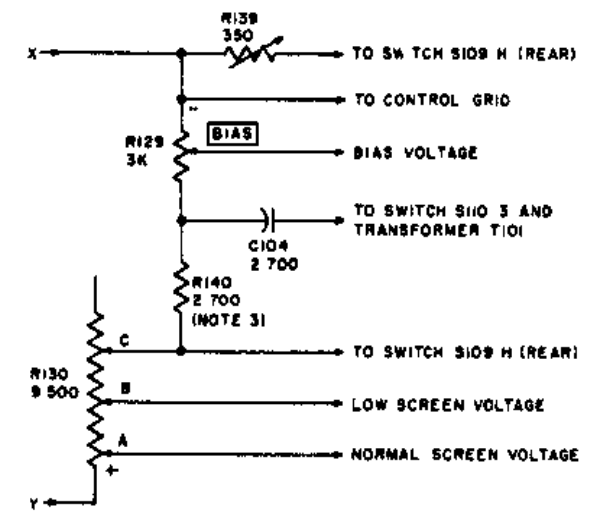 R139
350
X
TO SW TCH S109 H (REAR)
TO CONTROL GRID
-
BIAS
R129
3K
BIAS VOLTAGE
TO SWITCH S110 3 AND
TRANSFORMER T101
C104
2 700
R140
2 700
(NOTE 3)
C
TO SWITCH S109 H (REAR)
R130
9 500
B
LOW SCREEN VOLTAGE
A
NORMAL SCREEN VOLTAGE
+
Y